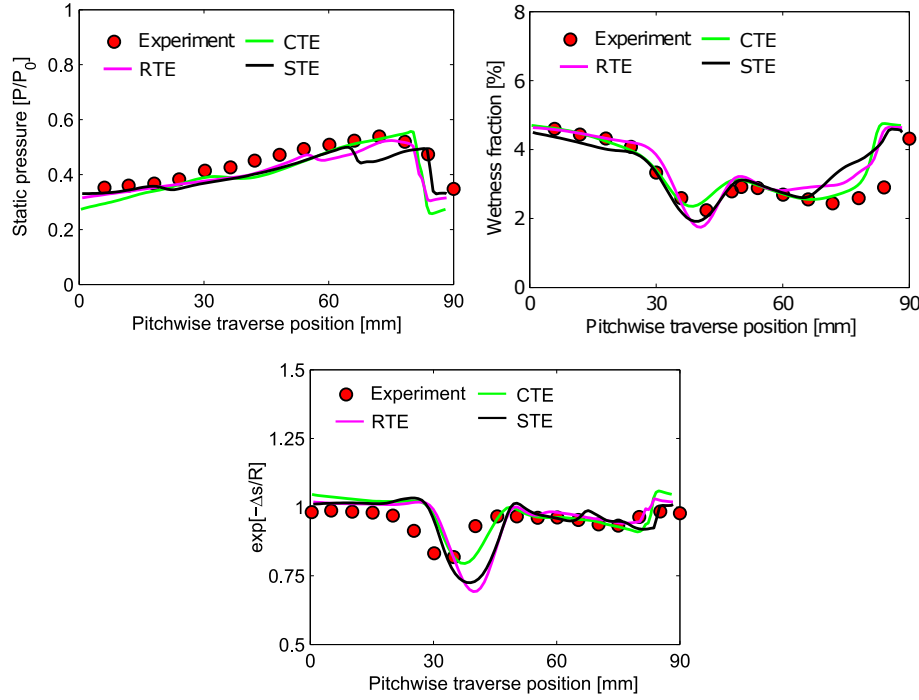 Static pressure [P/P0]
1
0.8
0.6
0.4
0.2
0
Experiment
CTE
RTE
STE
0
30
60
90
Pitchwise traverse position [mm]
Wetness fraction [%]
8
6
4
2
0
Experiment
CTE
RTE
STE
0
30
60
90
Pitchwise traverse position [mm]
exp[−Δs/R]
1.5
1.25
1
0.75
0.5
Experiment
CTE
RTE
STE
0
30
60
90
Pitchwise traverse position [mm]